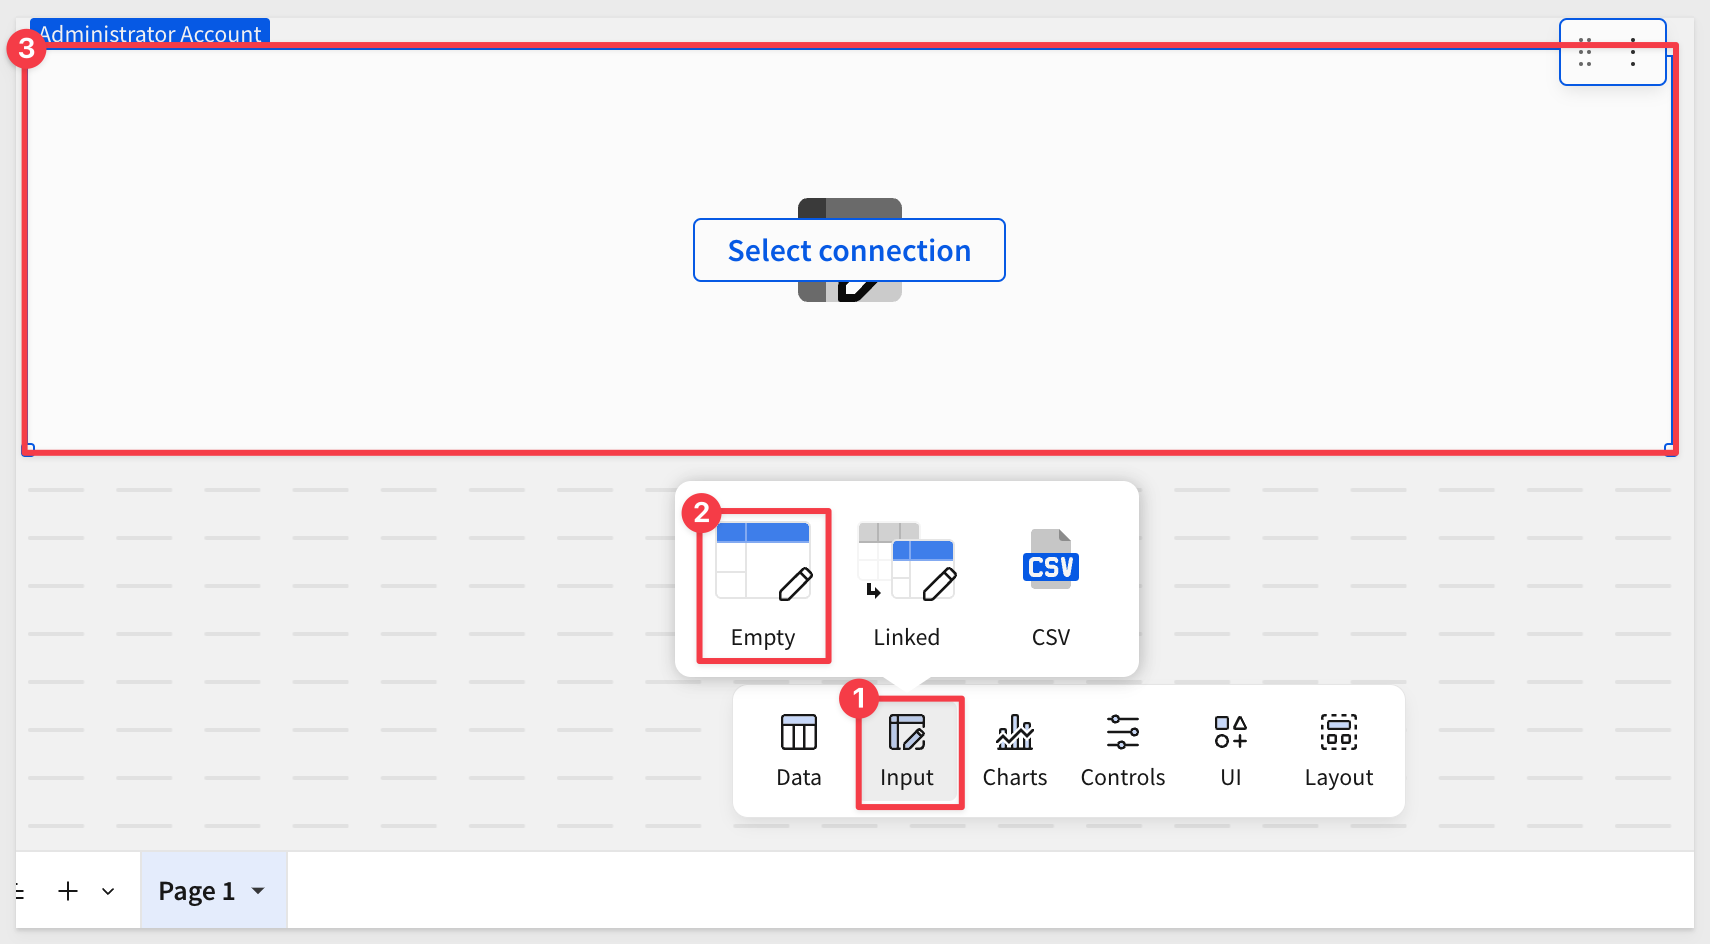 Administrator Account
3
Select connection
2
Empty
Linked
CSV
CSV
1
Data
Input
Charts
Controls
UI
Layout
Page 1